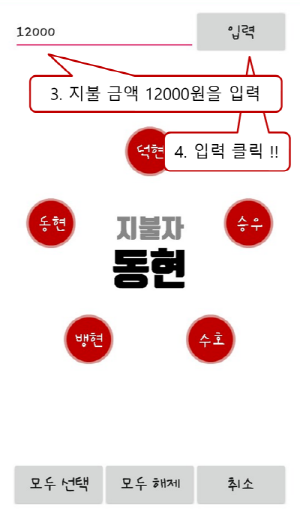 12000
입력
3. 지불 금액 12000원을 입력
덕현
4. 입력 클릭 !!
동현
승우
지불자
동현
뱅현
수호
모두 선택
모두 해제
취소